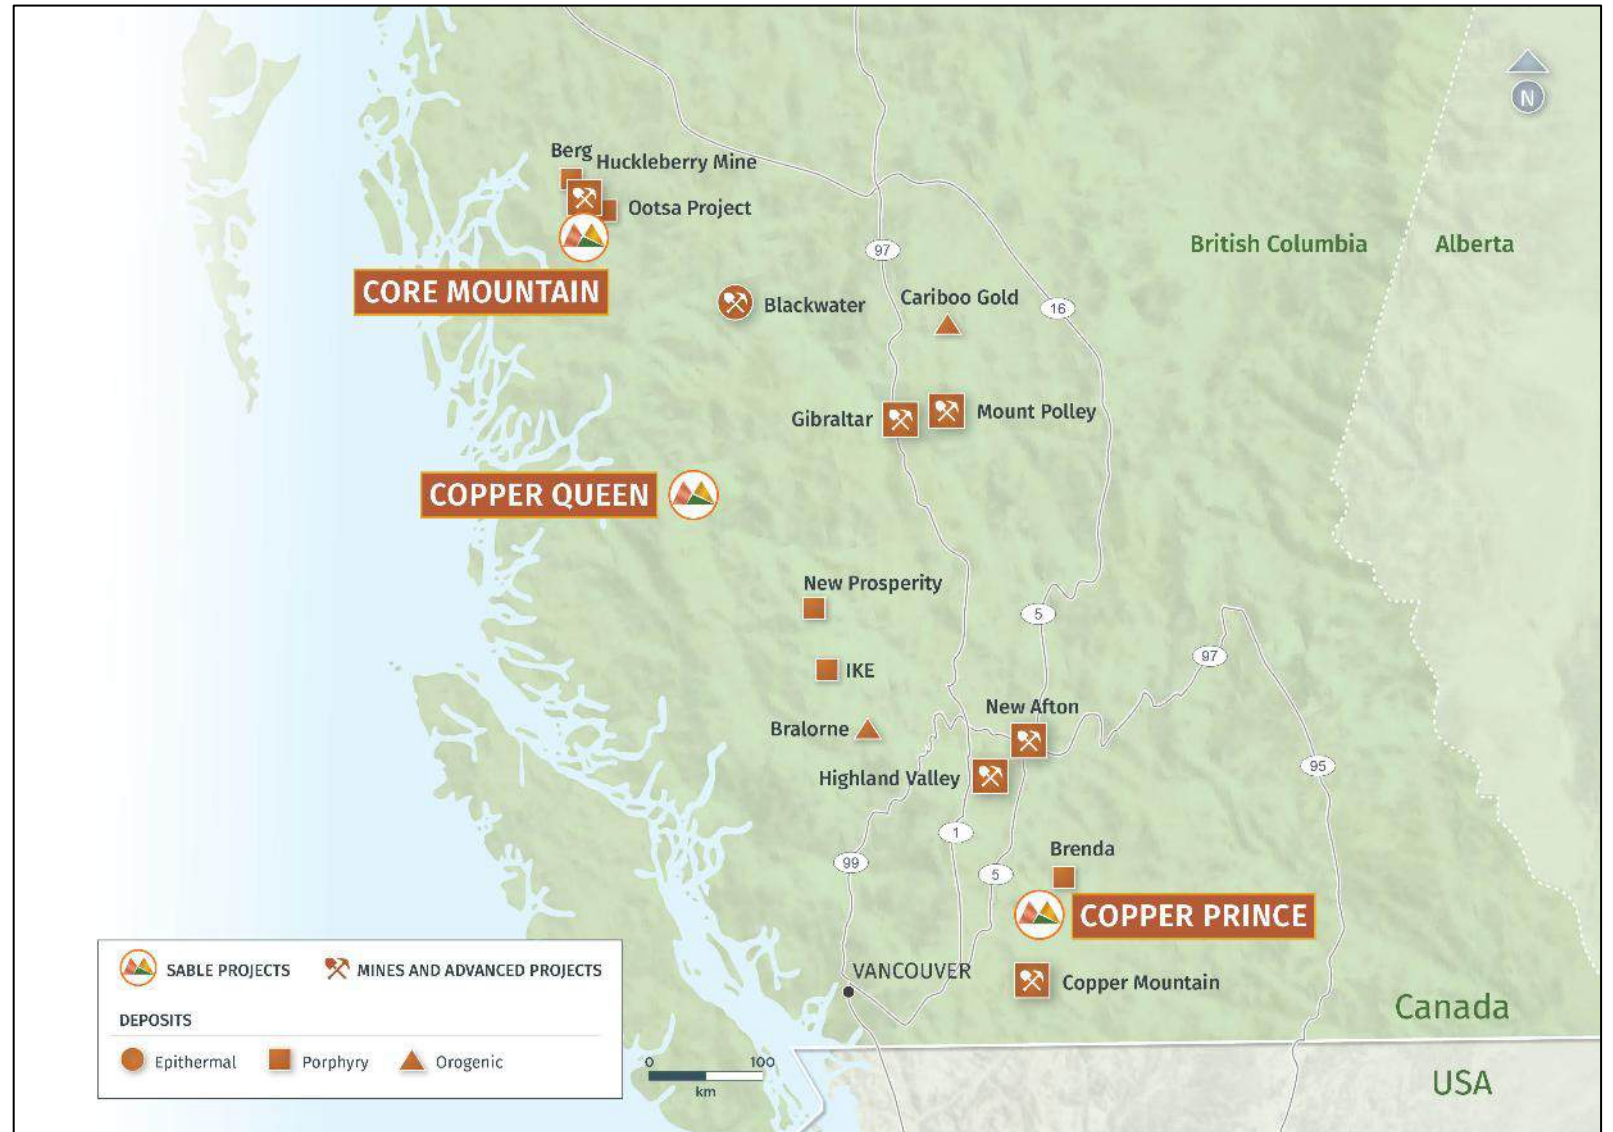 N
Berg
Huckleberry Mine
Ootsa Project
97
British Columbia
Alberta
CORE MOUNTAIN
Blackwater
Cariboo Gold
16
Gibraltar
Mount Polley
COPPER QUEEN
New Prosperity
5
97
IKE
New Afton
Bralorne
Highland Valley
95
1
99
Brenda
5
COPPER PRINCE
VANCOUVER
Copper Mountain
Canada
USA
SABLE PROJECTS
MINES AND ADVANCED PROJECTS
DEPOSITS
Epithermal
Porphyry
Orogenic
0
100
km